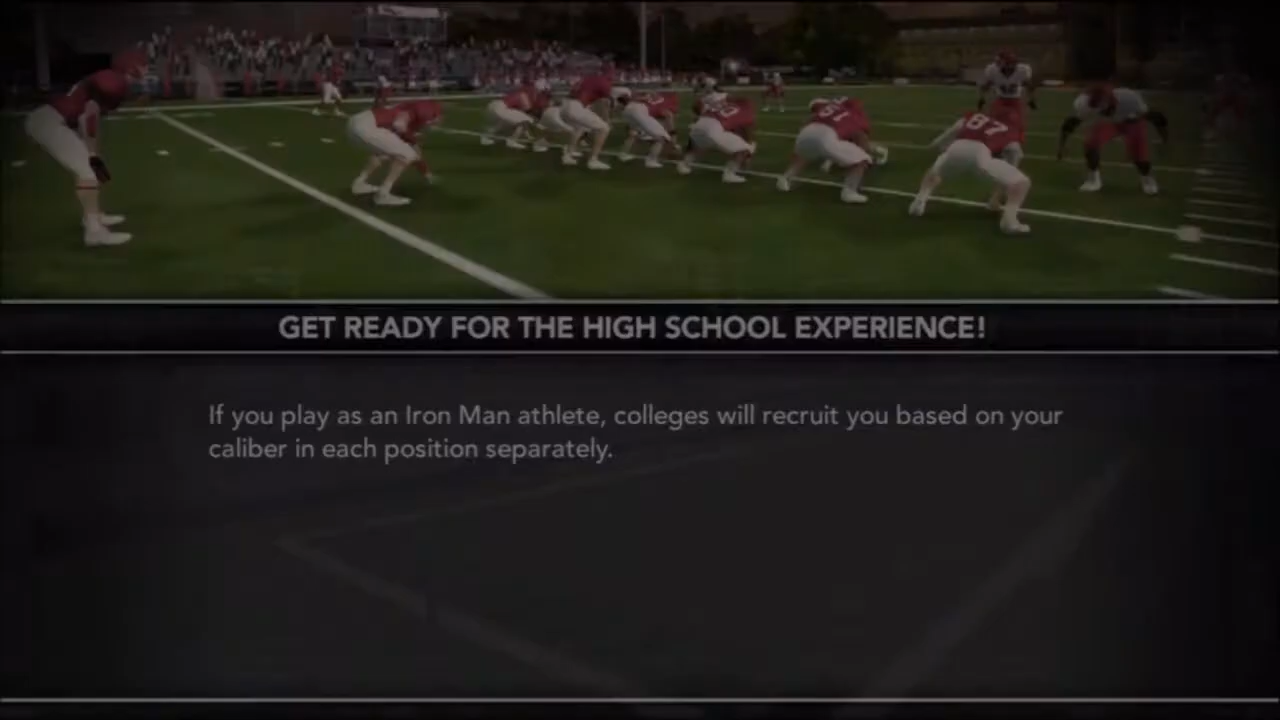 87
GET READY FOR THE HIGH SCHOOL EXPERIENCE!
If you play as an Iron Man athlete, colleges will recruit you based on your
caliber in each position separately.